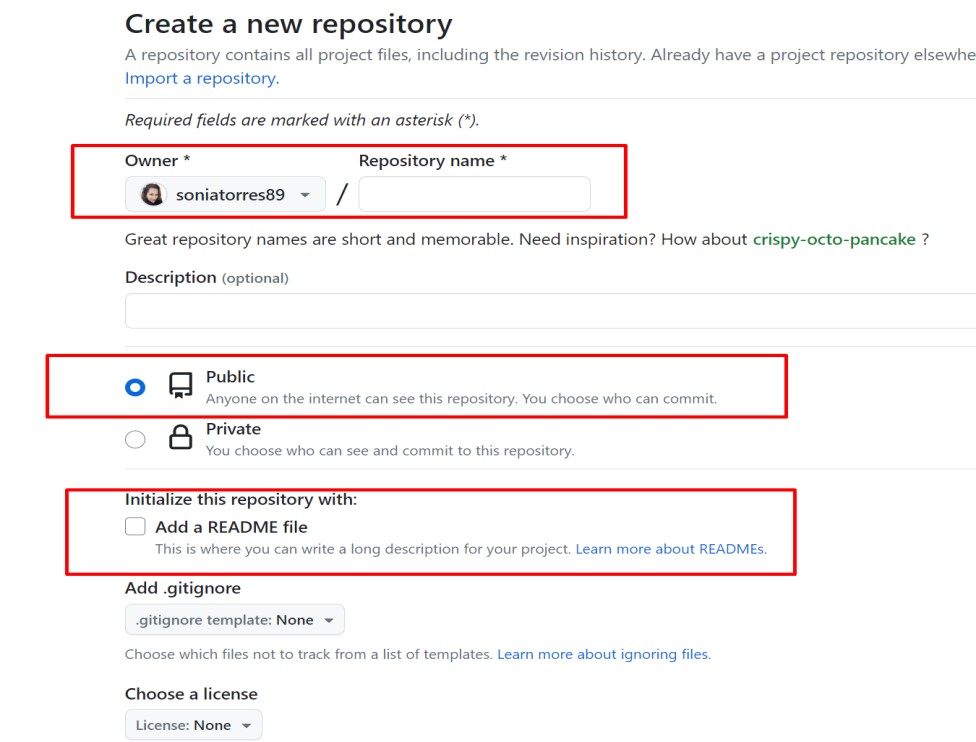 Create a new repository
A repository contains all project files, including the revision history. Already have a project repository
Import a repository.
Required fields are marked with an asterisk (*).
Owner * Repository name *
soniatorres89 /
Great repository names are short and memorable. Need inspiration? How about crispy-octo-pancake ?
Description (optional)
Public
Anyone on the internet can see this repository. You choose who can commit.
Private
You choose who can see and commit to this repository.
Initialize this repository with:
Add a README file
This is where you can write a long description for your project. Learn more about READMEs.
Add .gitignore
.gitignore template: None
Choose which files not to track from a list of templates. Learn more about ignoring files.
Choose a license
License: None